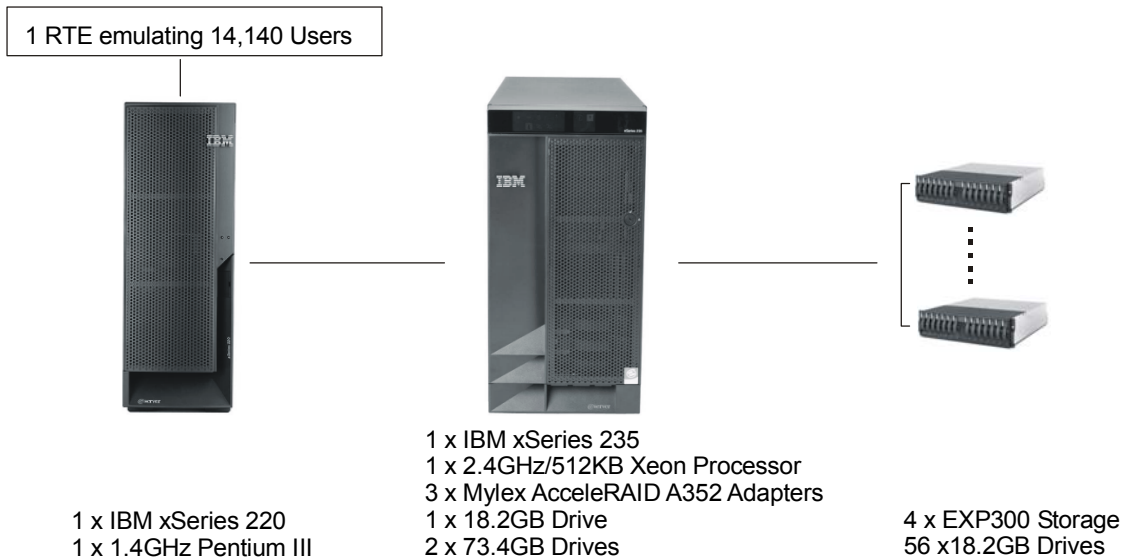 1 RTE emulating 14,140 Users
IBM
IBM
1 x IBM xSeries 220
1 x 1.4GHz Pentium III
1 x IBM xSeries 235
1 x 2.4GHz/512KB Xeon Processor
3 x Mylex AcceleRAID A352 Adapters
1 x 18.2GB Drive
2 x 73.4GB Drives
4 x EXP300 Storage
56 x18.2GB Drives